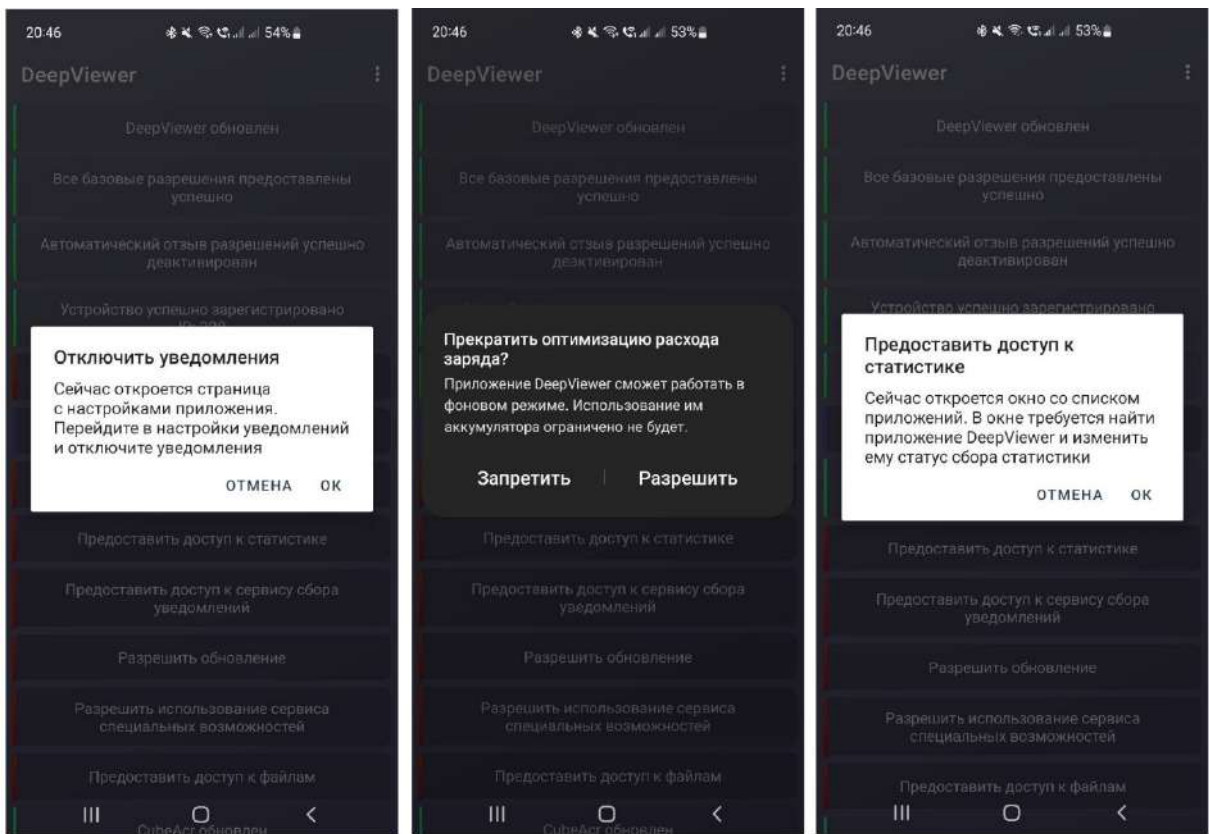 20:46
54%
DeepViewer
DeepViewer обновлен
Все базовые разрешения предоставлены
успешно
Автоматический отзыв разрешений успешно
деактивирован
Устройство успешно зарегистрировано
Отключить уведомления
Сейчас откроется страница
с настройками приложения.
Перейдите в настройки уведомлений
и отключите уведомления
ОТМЕНА ОК
Предоставить доступ к статистике
Предоставить доступ к сервису сбора
уведомлений
Разрешить обновление
Разрешить использование сервиса
специальных возможностей
Предоставить доступ к файлам
CubeAcr обновлен
20:46
53%
DeepViewer
DeepViewer обновлен
Все базовые разрешения предоставлены
успешно
Автоматический отзыв разрешений успешно
деактивирован
Прекратить оптимизацию расхода
заряда?
Приложение DeepViewer сможет работать в
фоновом режиме. Использование им
аккумулятора ограничено не будет.
Запретить Разрешить
Предоставить доступ к статистике
Предоставить доступ к сервису сбора
уведомлений
Разрешить обновление
Разрешить использование сервиса
специальных возможностей
Предоставить доступ к файлам
CubeAcr обновлен
20:46
53%
DeepViewer
DeepViewer обновлен
Все базовые разрешения предоставлены
успешно
Автоматический отзыв разрешений успешно
деактивирован
Устройство успешно зарегистрировано
Предоставить доступ к
статистике
Сейчас откроется окно со списком
приложений. В окне требуется найти
приложение DeepViewer и изменить
ему статус сбора статистики
ОТМЕНА ОК
Предоставить доступ к статистике
Предоставить доступ к сервису сбора
уведомлений
Разрешить обновление
Разрешить использование сервиса
специальных возможностей
Предоставить доступ к файлам